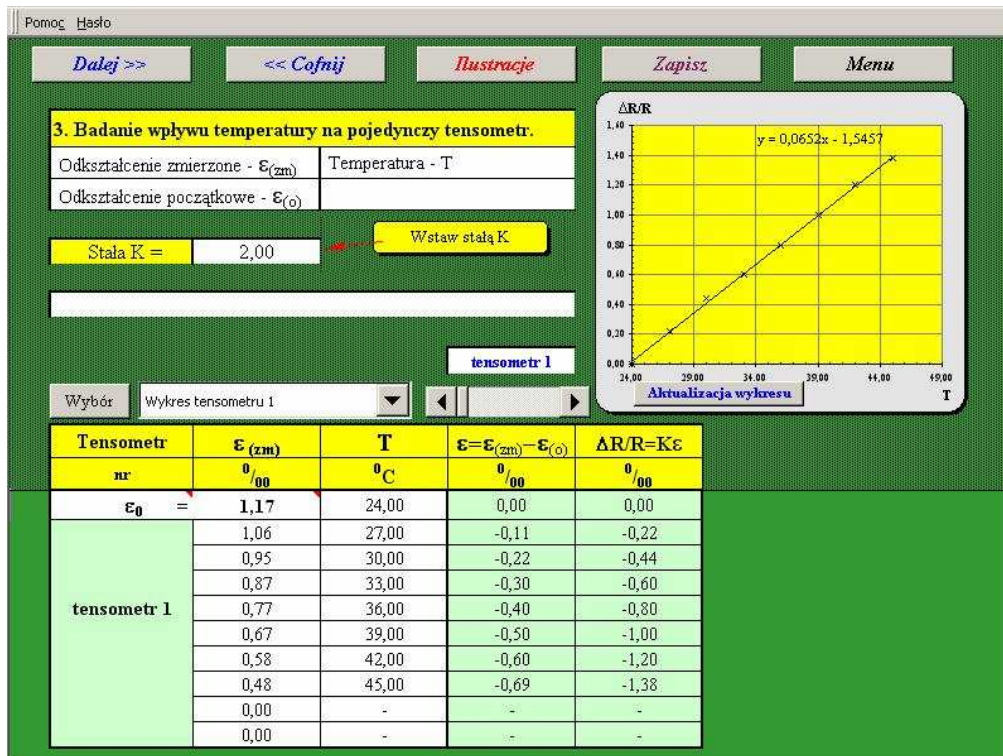 Pomoc Hasło
Dalej >> << Cofnij Ilustracje Zapisz Menu
3. Badanie wpływu temperatury na pojedynczy tensometr.
Odkształcenie zmierzone - ε(zm) Temperatura - T
Odkształcenie początkowe - ε(o)
Stała K = 2,00
Wstaw stałą K
tensometr 1
Wybór Wykres tensometru 1
ΔR/R
y = 0,0652x - 1,5457
1,60
1,40
1,20
1,00
0,80
0,60
0,40
0,20
0,00
24,00 29,00 34,00 39,00 44,00 49,00
Aktualizacja wykresu T
Tensometr ε (zm) T ε=ε(zm)−ε(o) ΔR/R=Kε
nr 0/00 0C 0/00 0/00
ε0 = 1,17 24,00 0,00 0,00
1,06 27,00 -0,11 -0,22
0,95 30,00 -0,22 -0,44
0,87 33,00 -0,30 -0,60
tensometr 1 0,77 36,00 -0,40 -0,80
0,67 39,00 -0,50 -1,00
0,58 42,00 -0,60 -1,20
0,48 45,00 -0,69 -1,38
0,00 - - -
0,00 - - -